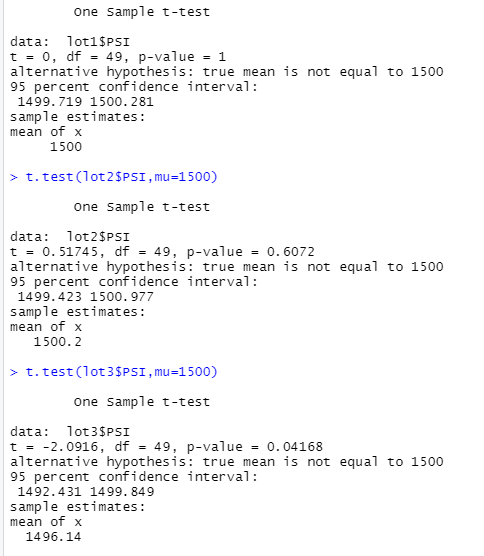 One Sample t-test
data:  lot1$PSI
t = 0, df = 49, p-value = 1
alternative hypothesis: true mean is not equal to 1500
95 percent confidence interval:
 1499.719 1500.281
sample estimates:
mean of x
     1500
> t.test(lot2$PSI,mu=1500)
One Sample t-test
data:  lot2$PSI
t = 0.51745, df = 49, p-value = 0.6072
alternative hypothesis: true mean is not equal to 1500
95 percent confidence interval:
 1499.423 1500.977
sample estimates:
mean of x
   1500.2
> t.test(lot3$PSI,mu=1500)
One Sample t-test
data:  lot3$PSI
t = -2.0916, df = 49, p-value = 0.04168
alternative hypothesis: true mean is not equal to 1500
95 percent confidence interval:
 1492.431 1499.849
sample estimates:
mean of x
  1496.14